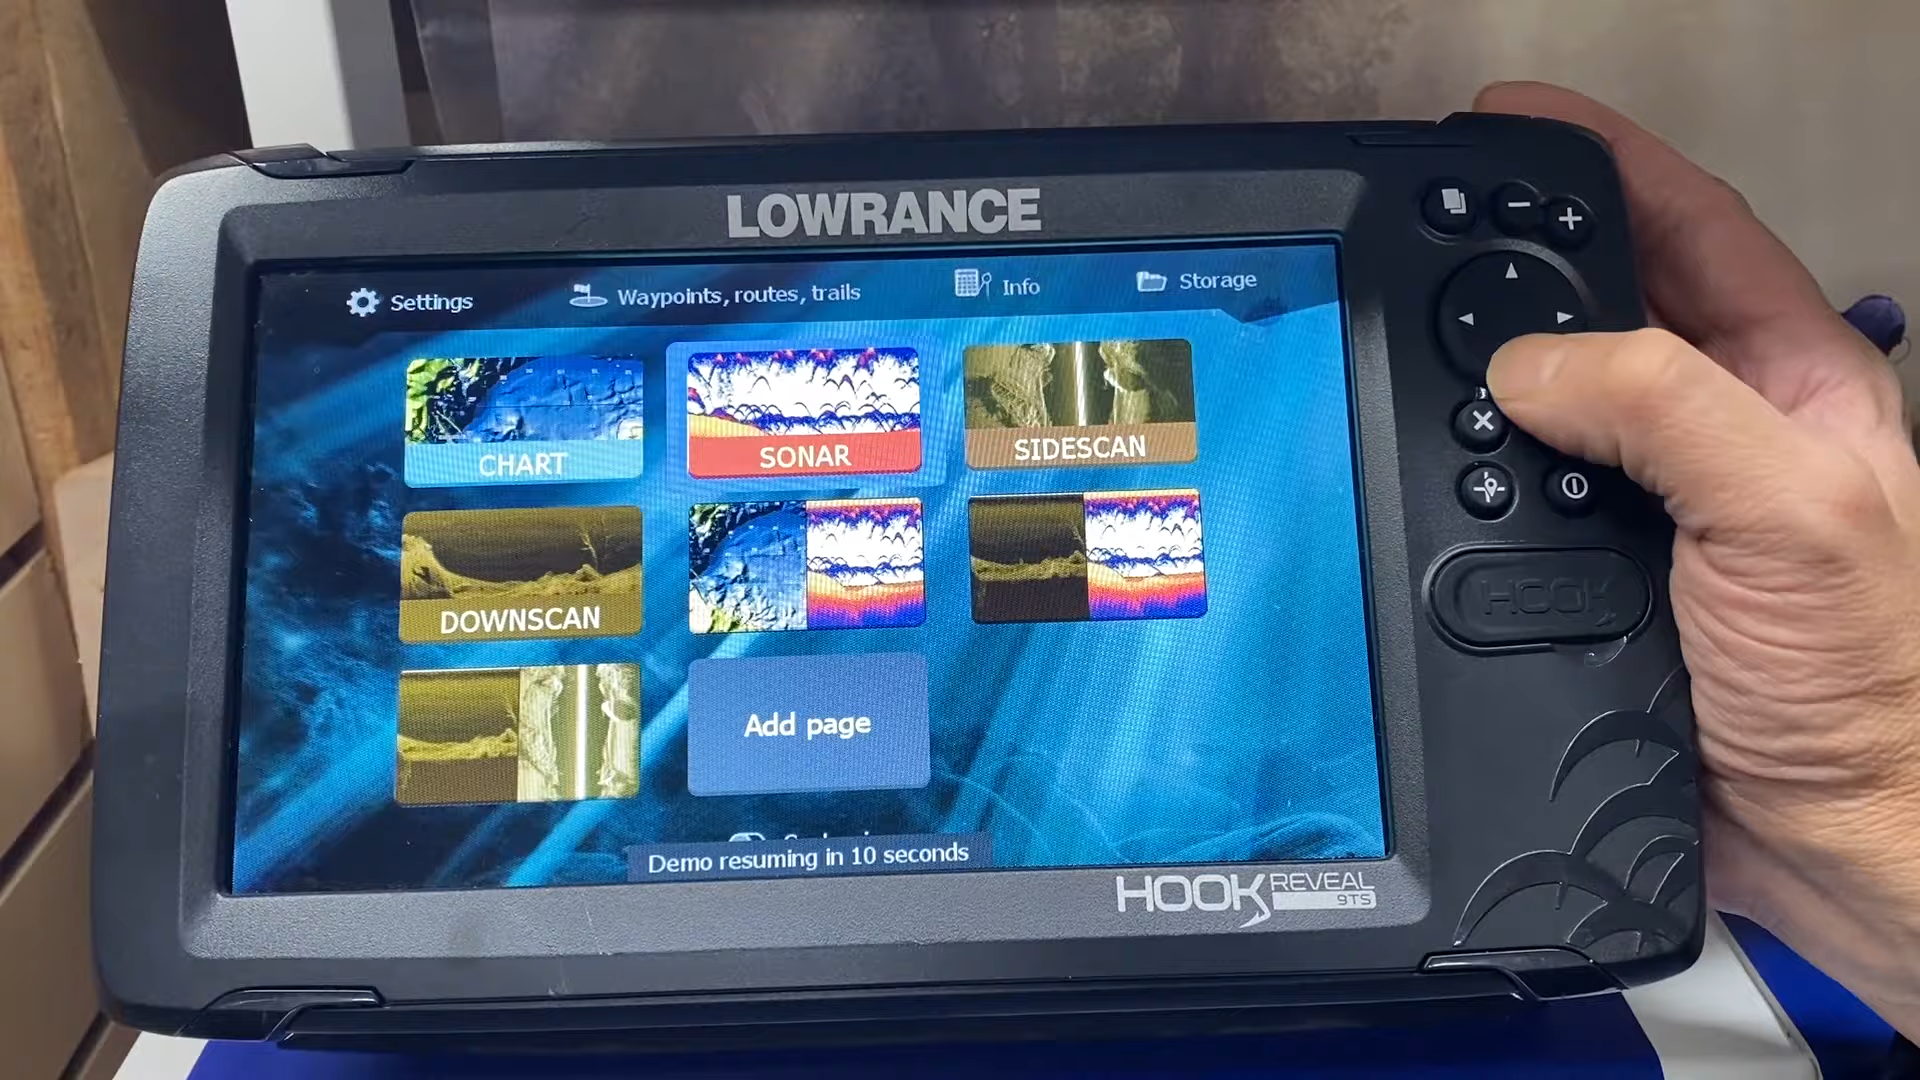 LOWRANCE
Settings
Waypoints, routes, trails
Info
Storage
CHART
SONAR
SIDESCAN
DOWNSCAN
Add page
Demo resuming in 10 seconds
HOOK REVEAL
9TS
HOOK